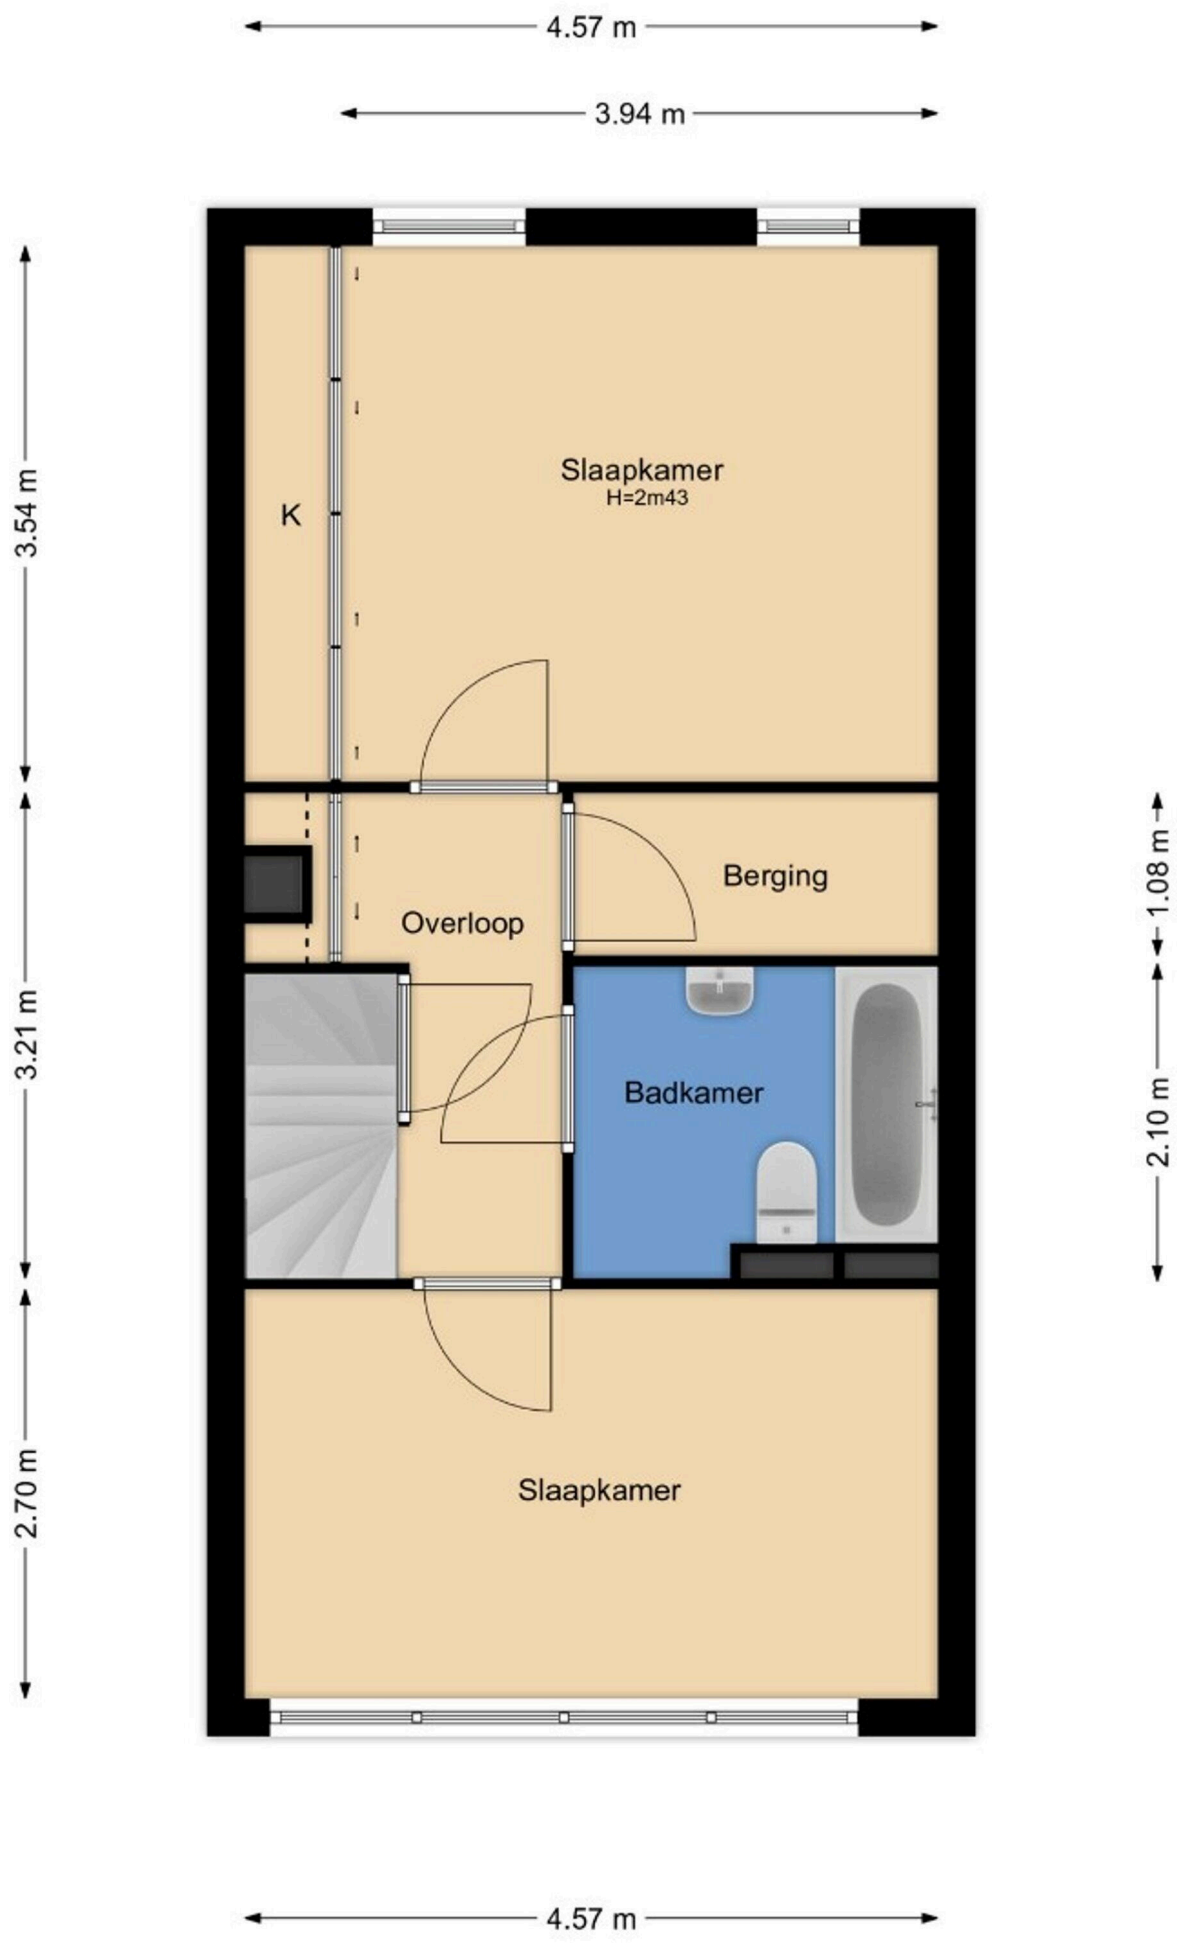 4.57 m
3.94 m
Slaapkamer
H=2m43
K
3.54 m
Berging
1.08 m
Overloop
3.21 m
Badkamer
2.10 m
Slaapkamer
2.70 m
4.57 m